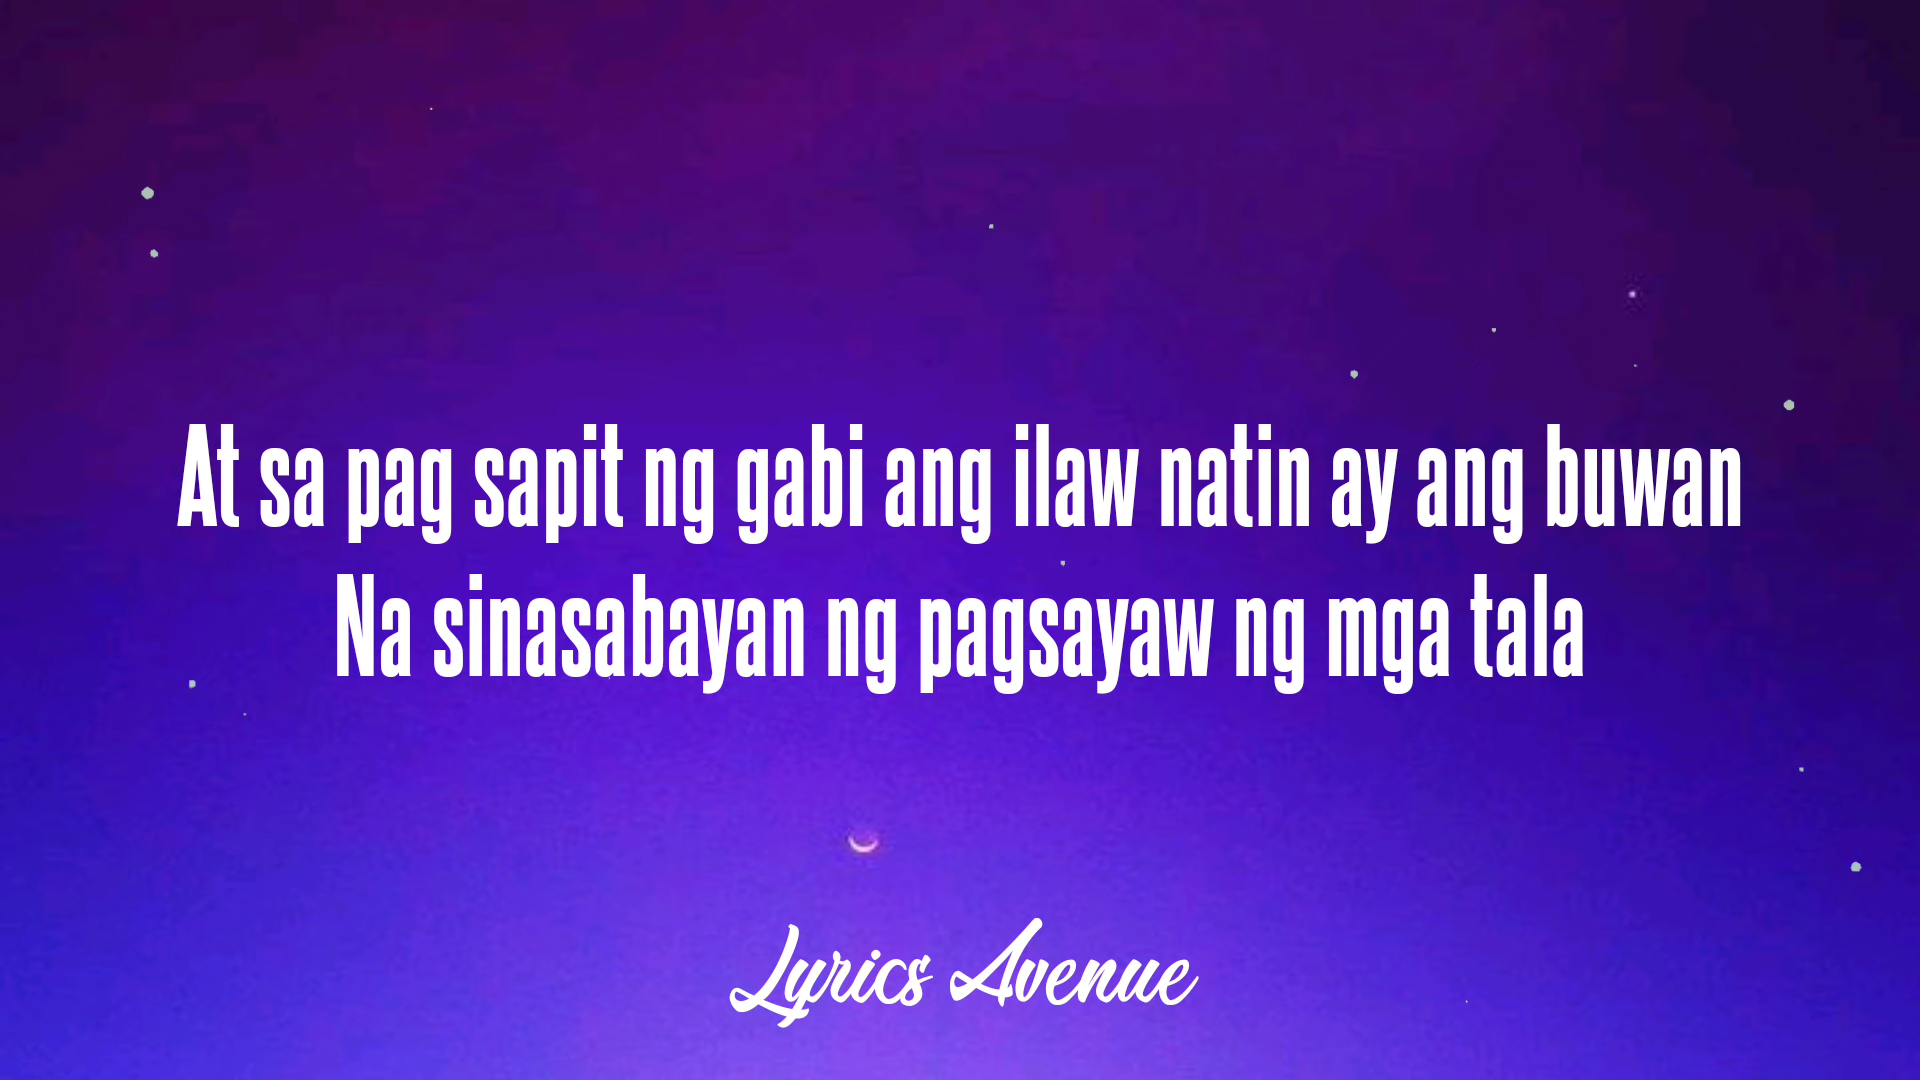 At sa pag sapit ng gabi ang ilaw natin ay ang buwan
Na sinasabayan ng pagsayaw ng mga tala
Lyrics Avenue